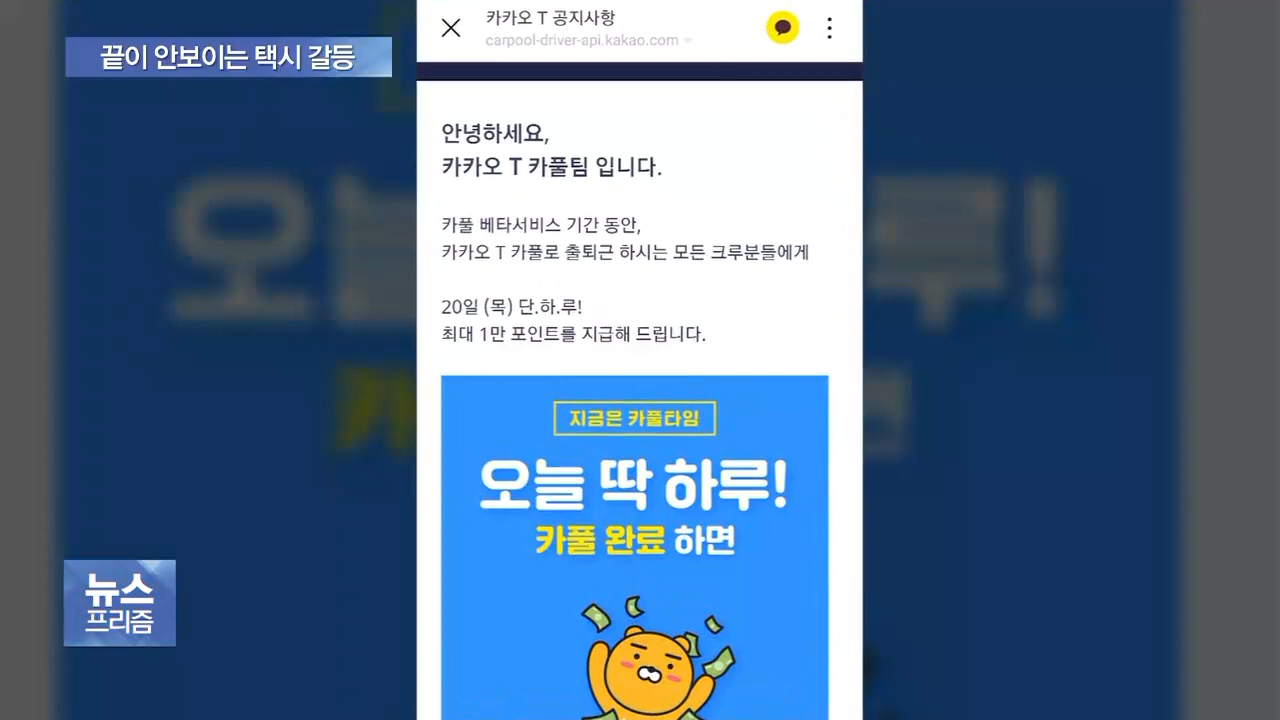 끝이 안보이는 택시 갈등
카카오 T 공지사항
carpool-driver-api.kakao.com
안녕하세요,
카카오 T 카풀팀 입니다.
카풀 베타서비스 기간 동안,
카카오 T 카풀로 출퇴근 하시는 모든 크루분들에게
20일 (목) 단.하.루!
최대 1만 포인트를 지급해 드립니다.
지금은 카풀타임
오늘 딱 하루!
카풀 완료 하면
뉴스
프리즘